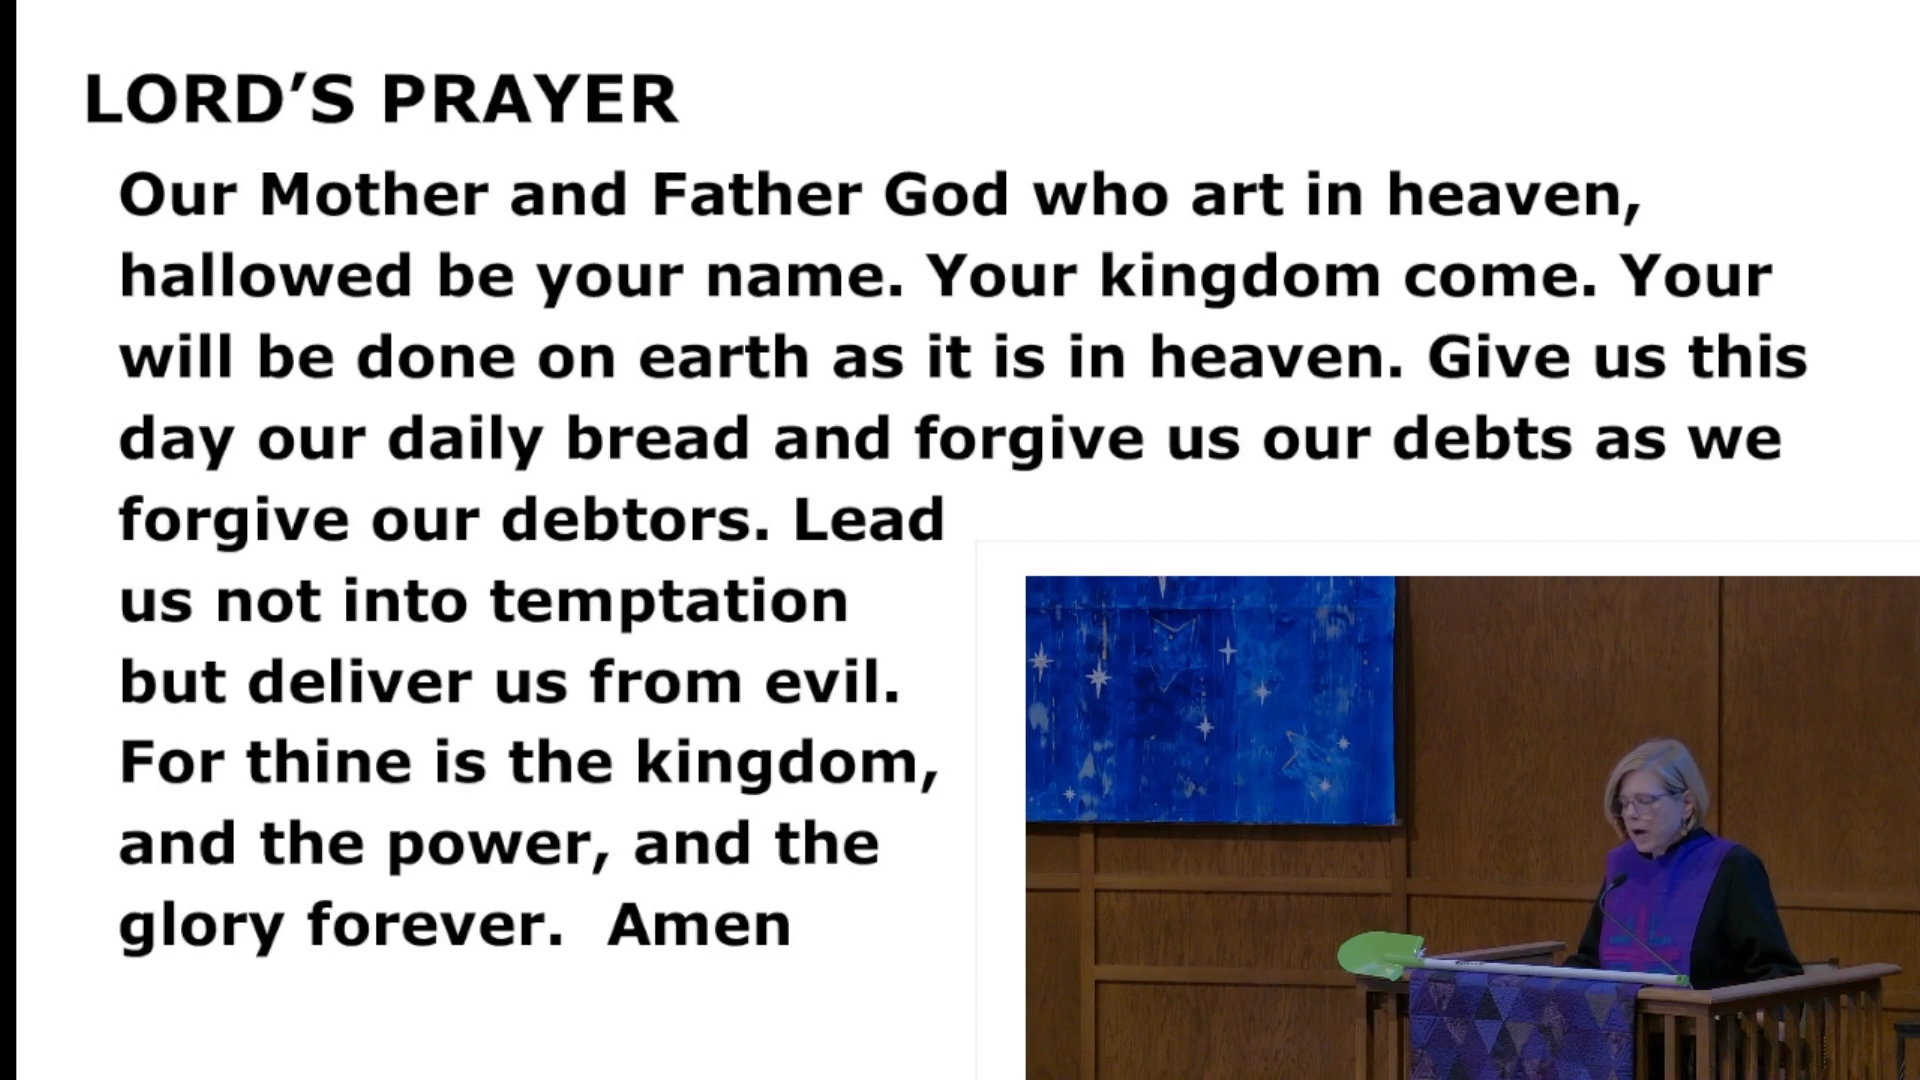 LORD’S PRAYER
Our Mother and Father God who art in heaven,
hallowed be your name. Your kingdom come. Your
will be done on earth as it is in heaven. Give us this
day our daily bread and forgive us our debts as we
forgive our debtors. Lead
us not into temptation
but deliver us from evil.
For thine is the kingdom,
and the power, and the
glory forever.  Amen